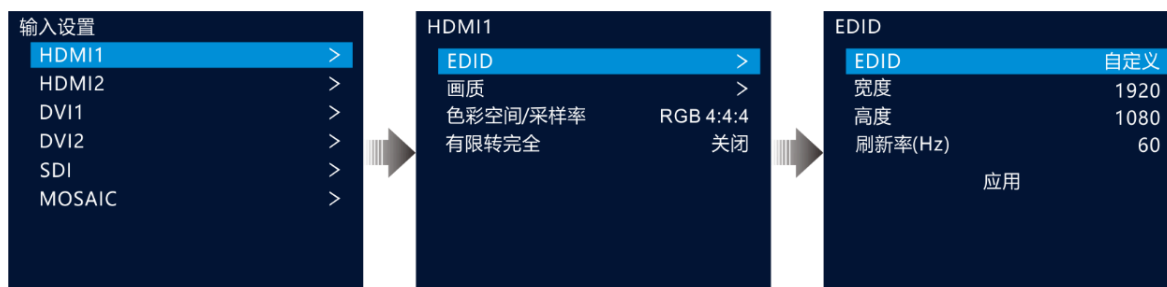 输入设置
HDMI1 >
HDMI2 >
DVI1 >
DVI2 >
SDI >
MOSAIC >
HDMI1
EDID >
画质 >
色彩空间/采样率 RGB 4:4:4
有限转完全 关闭
EDID
EDID 自定义
宽度 1920
高度 1080
刷新率(Hz) 60
应用